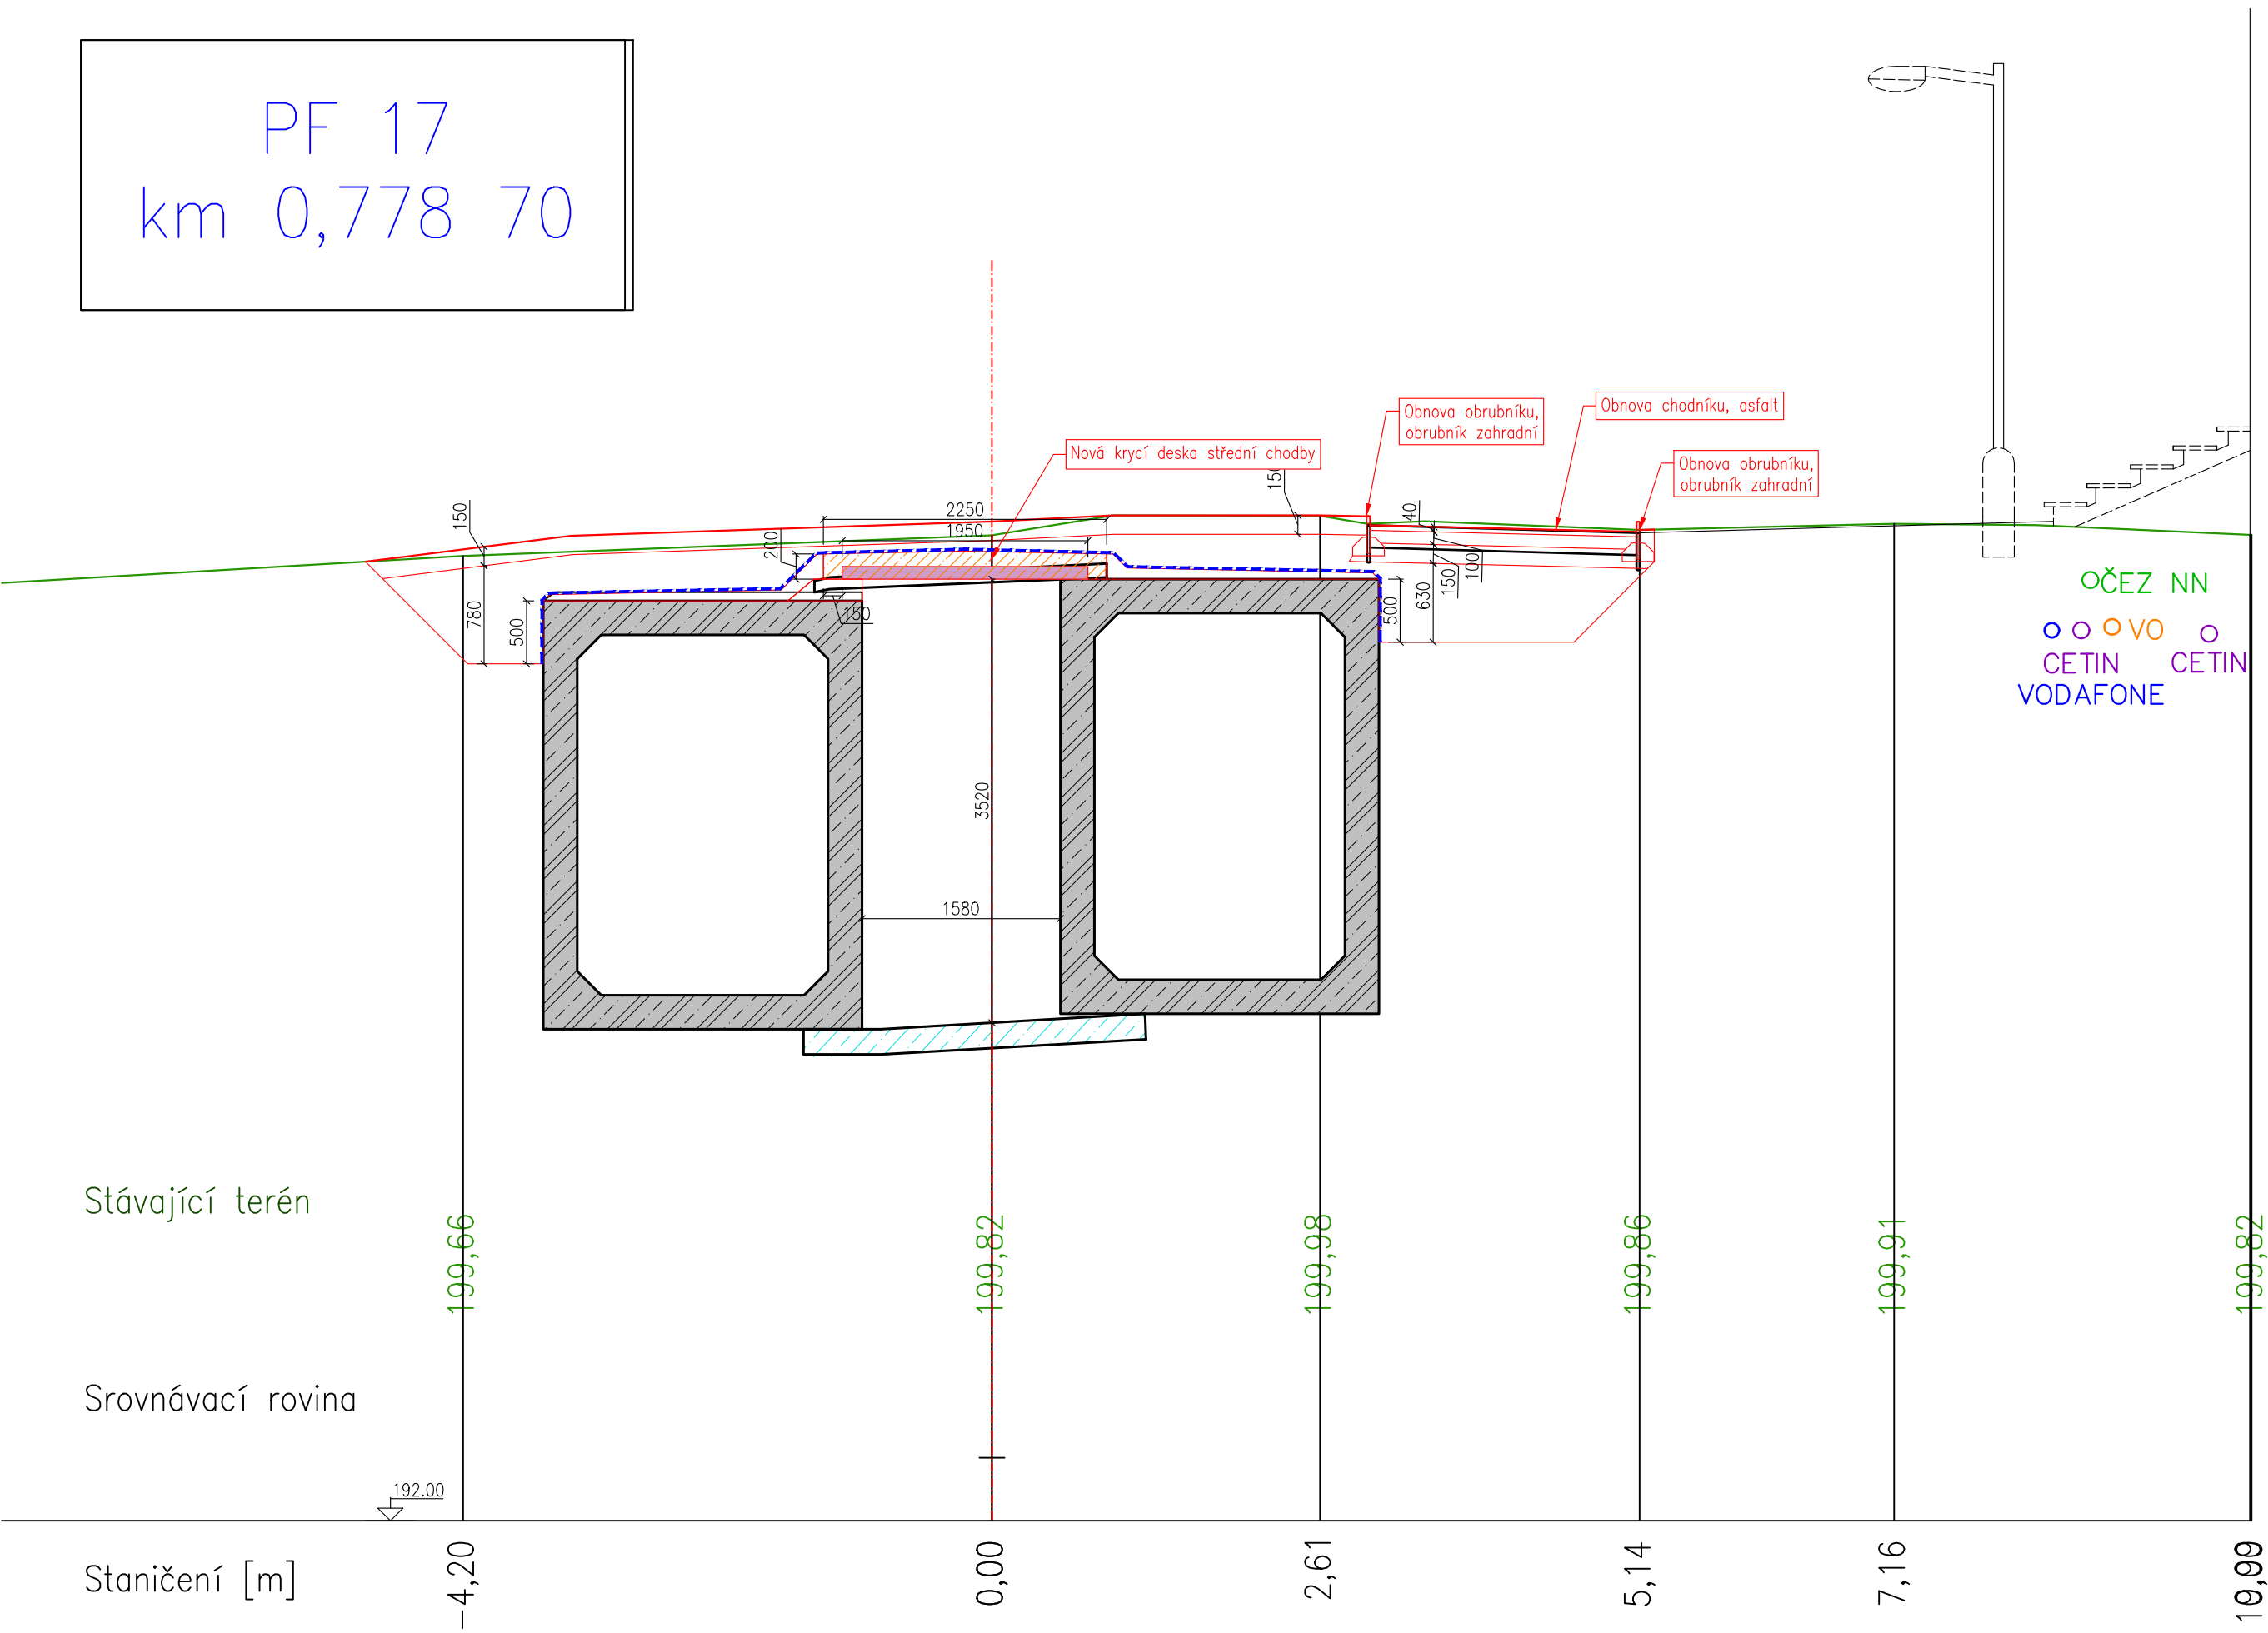 PF 17
km 0,778 70
Obnova obrubníku,
obrubník zahradní
Obnova chodníku, asfalt
Nová krycí deska střední chodby
Obnova obrubníku,
obrubník zahradní
150
2250
1950
200
40
100
150
630
500
780
500
150
3520
1580
ČEZ NN
VO
CETIN
CETIN
VODAFONE
Stávající terén
199,66
199,82
199,98
199,86
199,91
199,82
Srovnávací rovina
192.00
Staničení [m]
-4,20
0,00
2,61
5,14
7,16